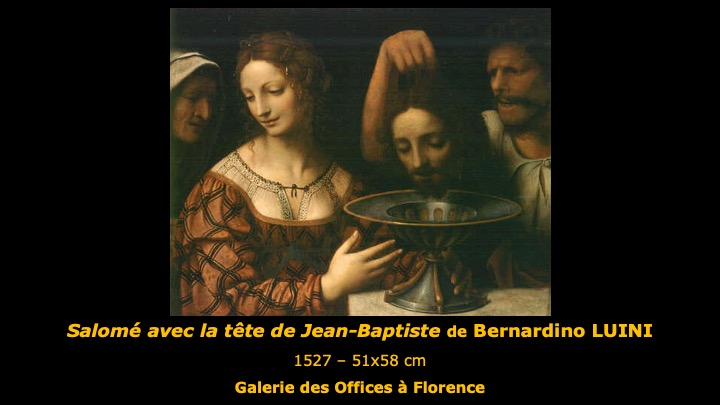 Salomé avec la tête de Jean-Baptiste de Bernardino LUINI
1527 – 51x58 cm
Galerie des Offices à Florence